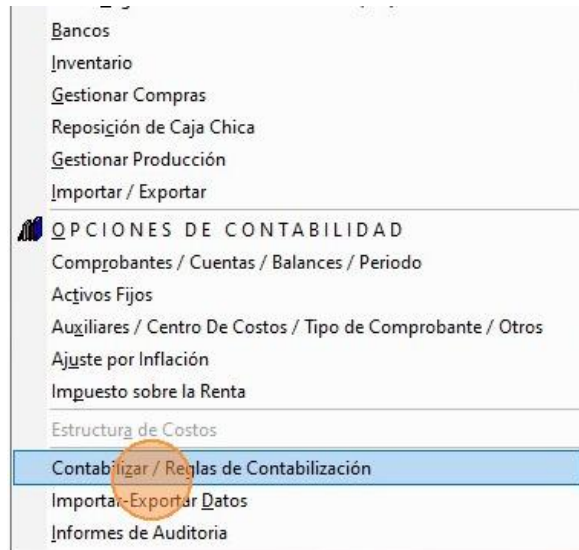 Bancos
Inventario
Gestionar Compras
Reposición de Caja Chica
Gestionar Producción
Importar / Exportar
OPCIONES DE CONTABILIDAD
Comprobantes / Cuentas / Balances / Periodo
Activos Fijos
Auxiliares / Centro De Costos / Tipo de Comprobante / Otros
Ajuste por Inflación
Impuesto sobre la Renta
Estructura de Costos
Contabilizar / Reglas de Contabilización
Importar-Exportar Datos
Informes de Auditoria